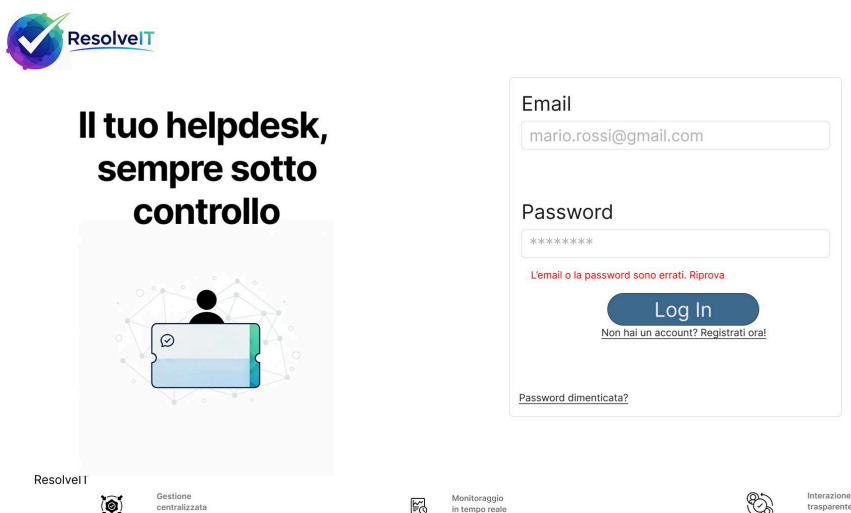 ResolveIT
Il tuo helpdesk,
sempre sotto
controllo
Email
mario.rossi@gmail.com
Password
********
L'email o la password sono errati. Riprova
Log In
Non hai un account? Registrati ora!
Password dimenticata?
ResolveIT
Gestione
centralizzata
Monitoraggio
in tempo reale
Interazione
trasparente